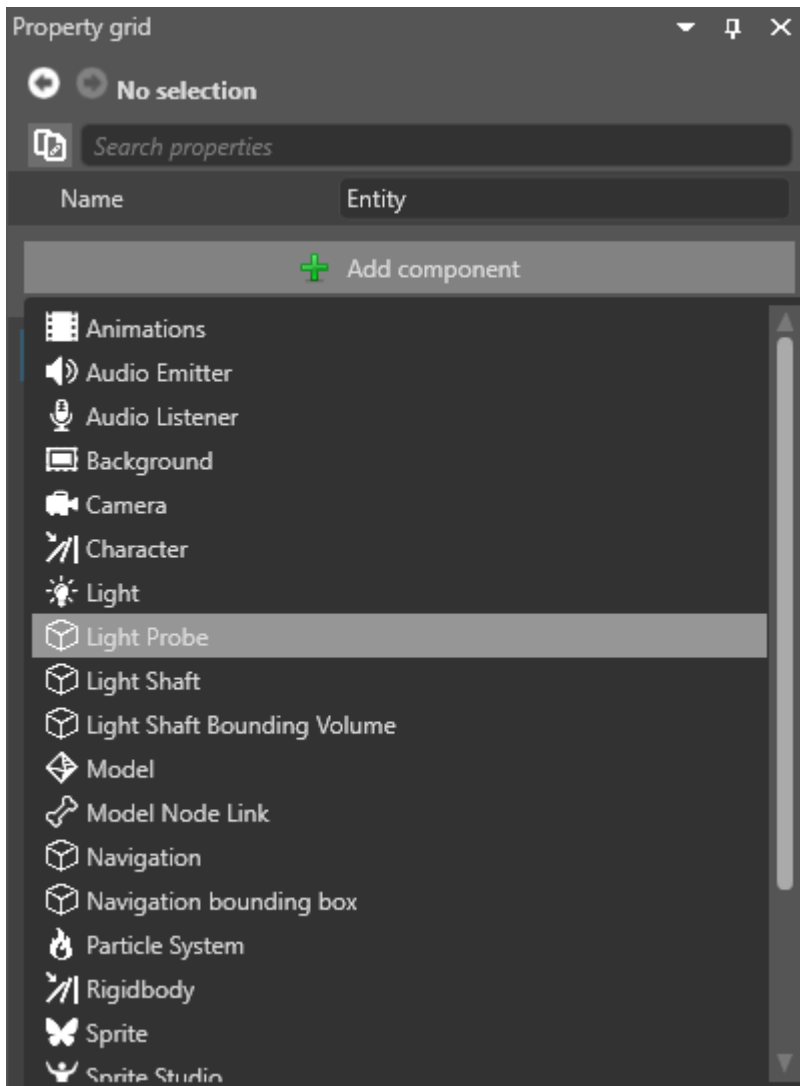 Property grid
No selection
Search properties
Name Entity
Add component
Animations
Audio Emitter
Audio Listener
Background
Camera
Character
Light
Light Probe
Light Shaft
Light Shaft Bounding Volume
Model
Model Node Link
Navigation
Navigation bounding box
Particle System
Rigidbody
Sprite
Sprite Studio